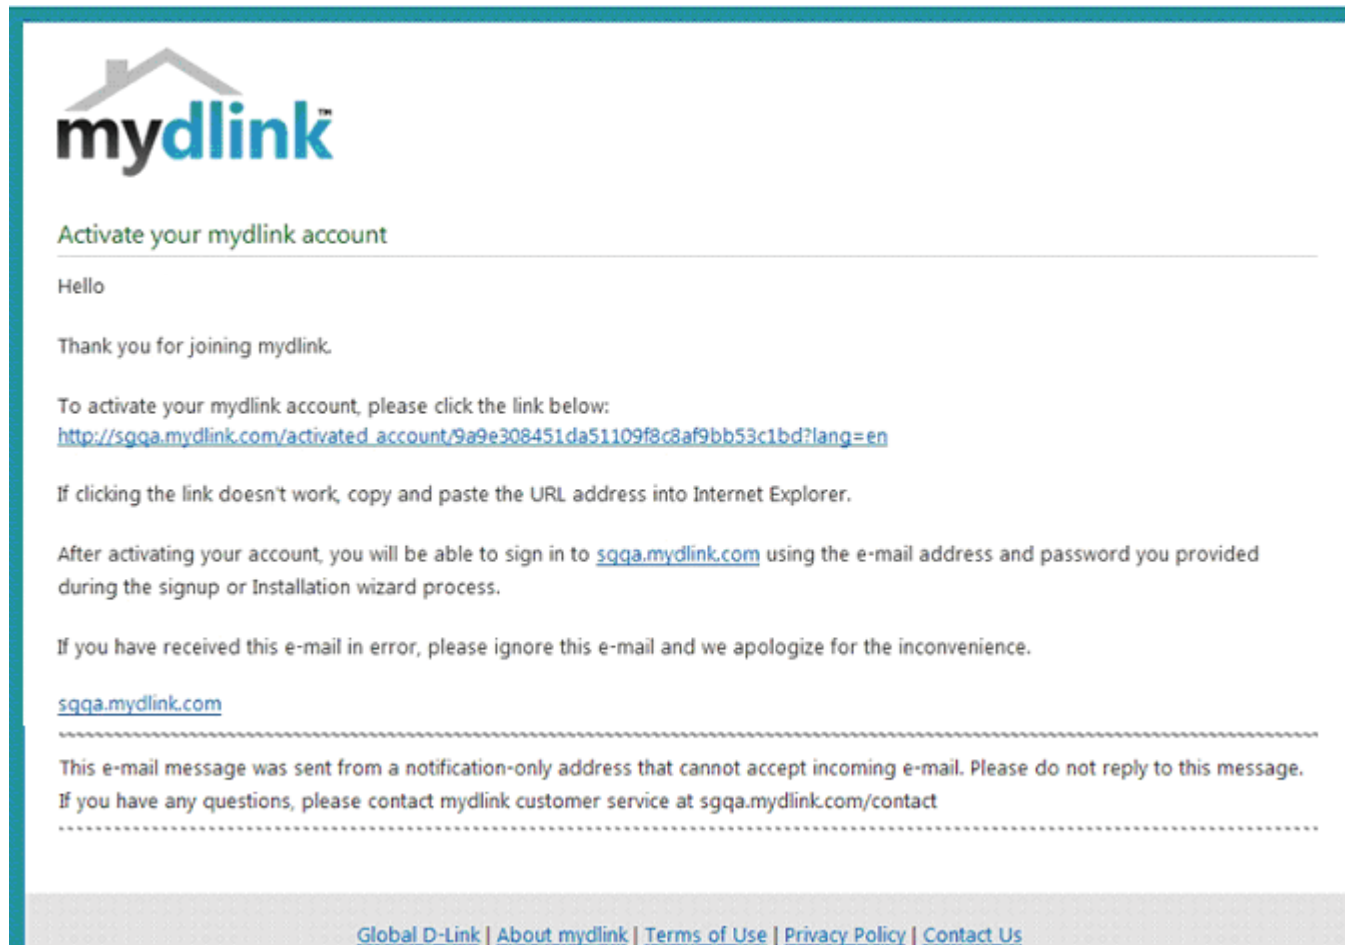 mydlink™
Activate your mydlink account
Hello
Thank you for joining mydlink.
To activate your mydlink account, please click the link below:
http://sgqa.mydlink.com/activated_account/9a9e308451da51109f8c8af9bb53c1bd?lang=en
If clicking the link doesn't work, copy and paste the URL address into Internet Explorer.
After activating your account, you will be able to sign in to sgqa.mydlink.com using the e-mail address and password you provided
during the signup or Installation wizard process.
If you have received this e-mail in error, please ignore this e-mail and we apologize for the inconvenience.
sgqa.mydlink.com
This e-mail message was sent from a notification-only address that cannot accept incoming e-mail. Please do not reply to this message.
If you have any questions, please contact mydlink customer service at sgqa.mydlink.com/contact
Global D-Link | About mydlink | Terms of Use | Privacy Policy | Contact Us